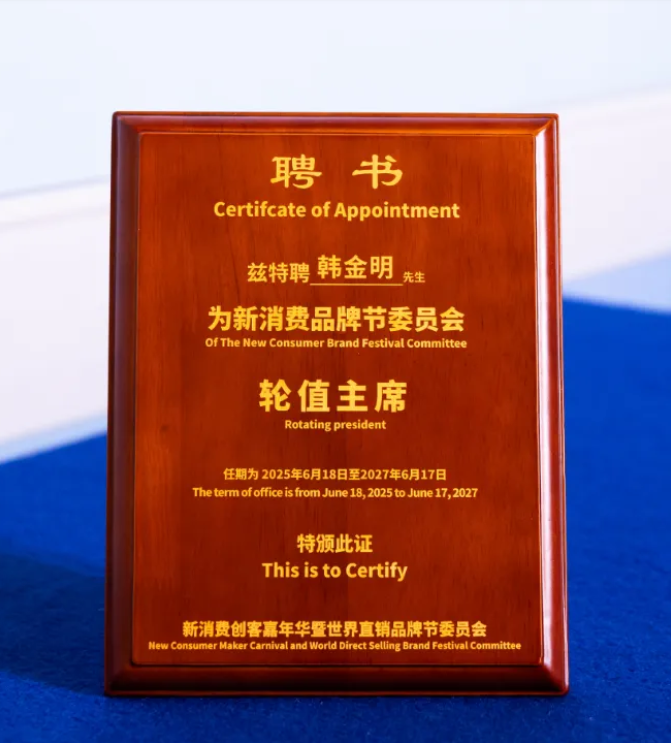 聘 书
Certifcate of Appointment
兹特聘 韩金明 先生
为新消费品牌节委员会
Of The New Consumer Brand Festival Committee
轮值主席
Rotating president
任期为 2025年6月18日至2027年6月17日
The term of office is from June 18, 2025 to June 17, 2027
特颁此证
This is to Certify
新消费创客嘉年华暨世界直销品牌节委员会
New Consumer Maker Carnival and World Direct Selling Brand Festival Committee